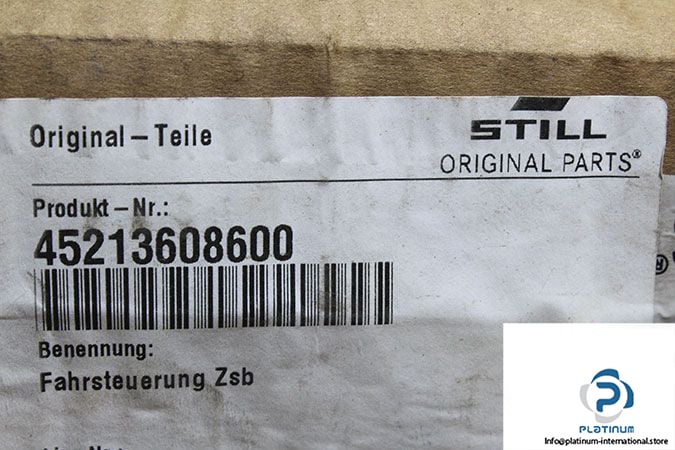 Original – Teile
STILL
ORIGINAL PARTS®
Produkt – Nr.:
45213608600
Benennung:
Fahrsteuerung Zsb
PLATINUM
Info@platinum-international.store